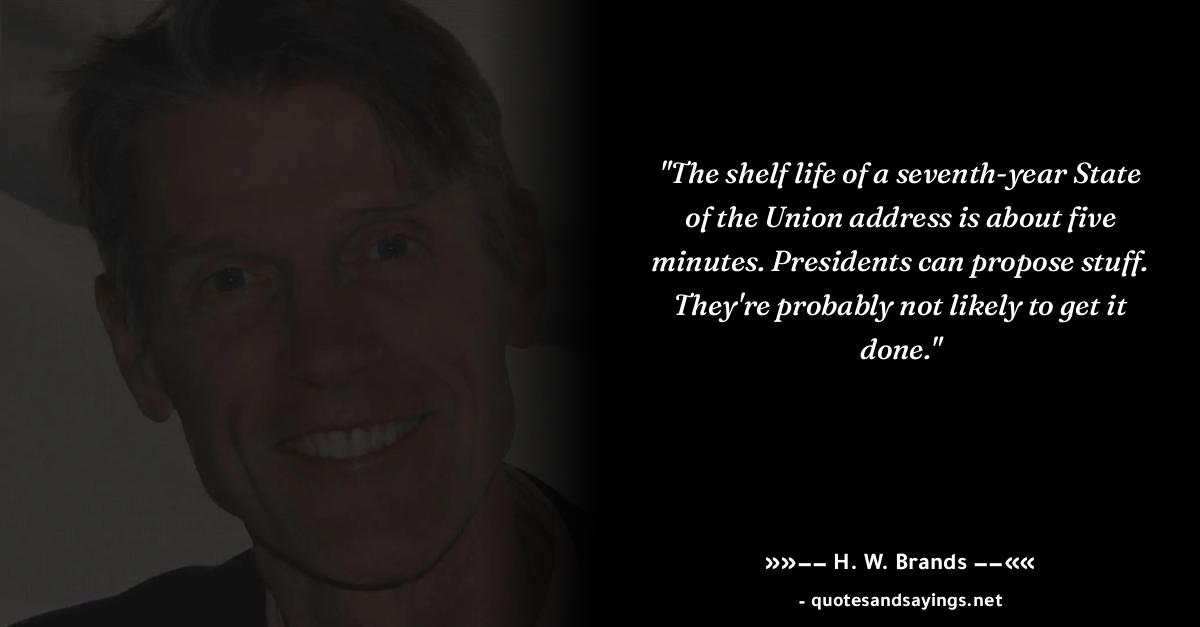 "The shelf life of a seventh-year State
of the Union address is about five
minutes. Presidents can propose stuff.
They're probably not likely to get it
done."
»»–– H. W. Brands ––««
- quotesandsayings.net